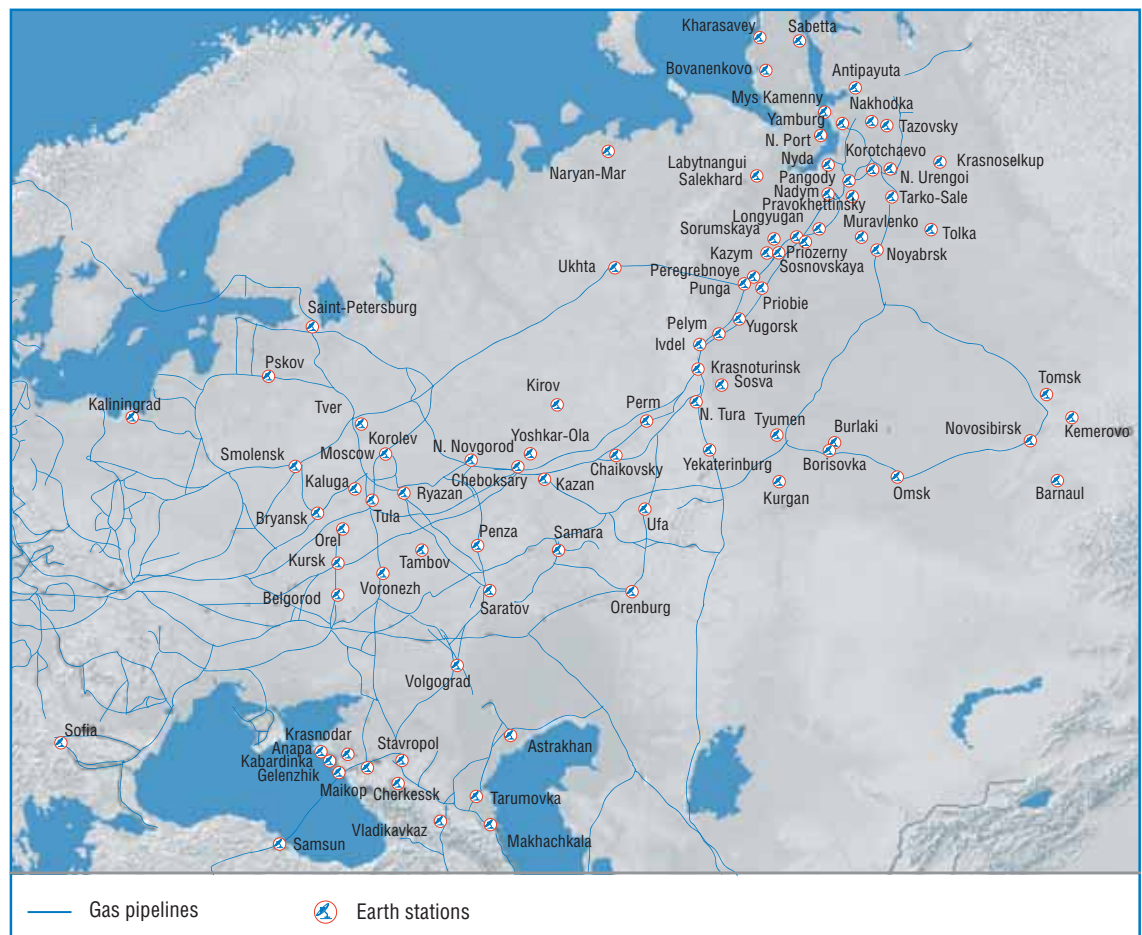 Kharasavey
Sabetta
Bovanenkovo
Antipayuta
Mys Kamenny
Nakhodka
Yamburg
Tazovsky
N. Port
Korotchaevo
Naryan-Mar
Nyda
Krasnoselkup
Labytnangui
Salekhard
Pangody
N. Urengoi
Nadym
Tarko-Sale
Pravokhettinsky
Longyugan
Muravlenko
Sorumskaya
Tolka
Kazym
Priozerny
Noyabrsk
Ukhta
Peregrebnoye
Sosnovskaya
Punga
Priobie
Saint-Petersburg
Pelym
Yugorsk
Ivdel
Pskov
Krasnoturinsk
Sosva
Kirov
Tomsk
Kaliningrad
Tver
Perm
N. Tura
Tyumen
Burlaki
Kemerovo
Korolev
N. Novgorod
Yoshkar-Ola
Novosibirsk
Smolensk
Moscow
Chaikovsky
Yekaterinburg
Borisovka
Kaluga
Cheboksary
Kazan
Ryazan
Kurgan
Omsk
Barnaul
Bryansk
Tula
Orel
Penza
Samara
Ufa
Kursk
Tambov
Voronezh
Belgorod
Saratov
Orenburg
Volgograd
Sofia
Krasnodar
Anapa
Stavropol
Astrakhan
Kabardinka
Gelenzhik
Maikop
Cherkessk
Tarumovka
Vladikavkaz
Samsun
Makhachkala
Gas pipelines
Earth stations